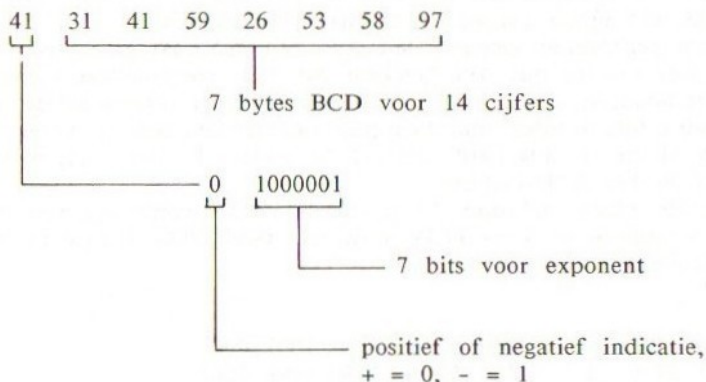 41 31 41 59 26 53 58 97
7 bytes BCD voor 14 cijfers
0 1000001
7 bits voor exponent
positief of negatief indicatie,
+ = 0, - = 1